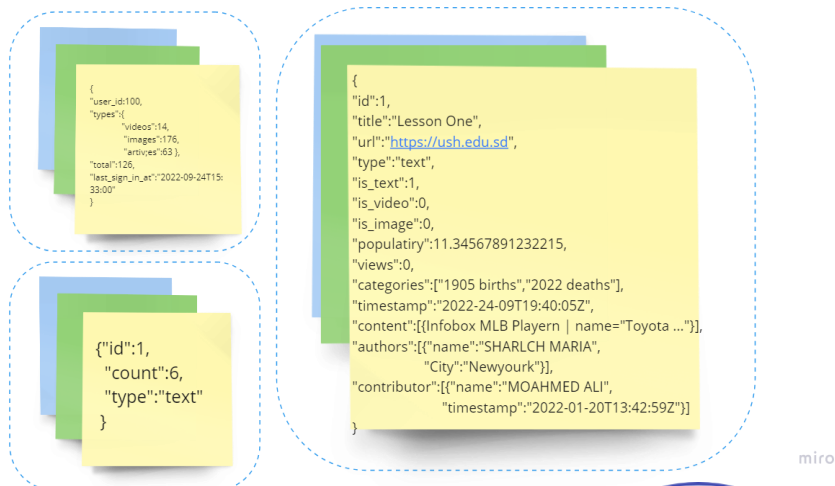 {
"user_id:100,
"types":{
"videos":14,
"images":176,
"artiv;es":63 },
"total":126,
"last_sign_in_at":"2022-09-24T15:
33:00"
}
{"id":1,
"count":6,
"type":"text"
}
{
"id":1,
"title":"Lesson One",
"url":"https://ush.edu.sd",
"type":"text",
"is_text":1,
"is_video":0,
"is_image":0,
"populatiry":11.34567891232215,
"views":0,
"categories":["1905 births","2022 deaths"],
"timestamp":"2022-24-09T19:40:05Z",
"content":[{Infobox MLB Playern | name="Toyota ..."}],
"authors":[{"name":"SHARLCH MARIA",
"City":"Newyourk"}],
"contributor":[{"name":"MOAHMED ALI",
"timestamp":"2022-01-20T13:42:59Z"}]
}
miro